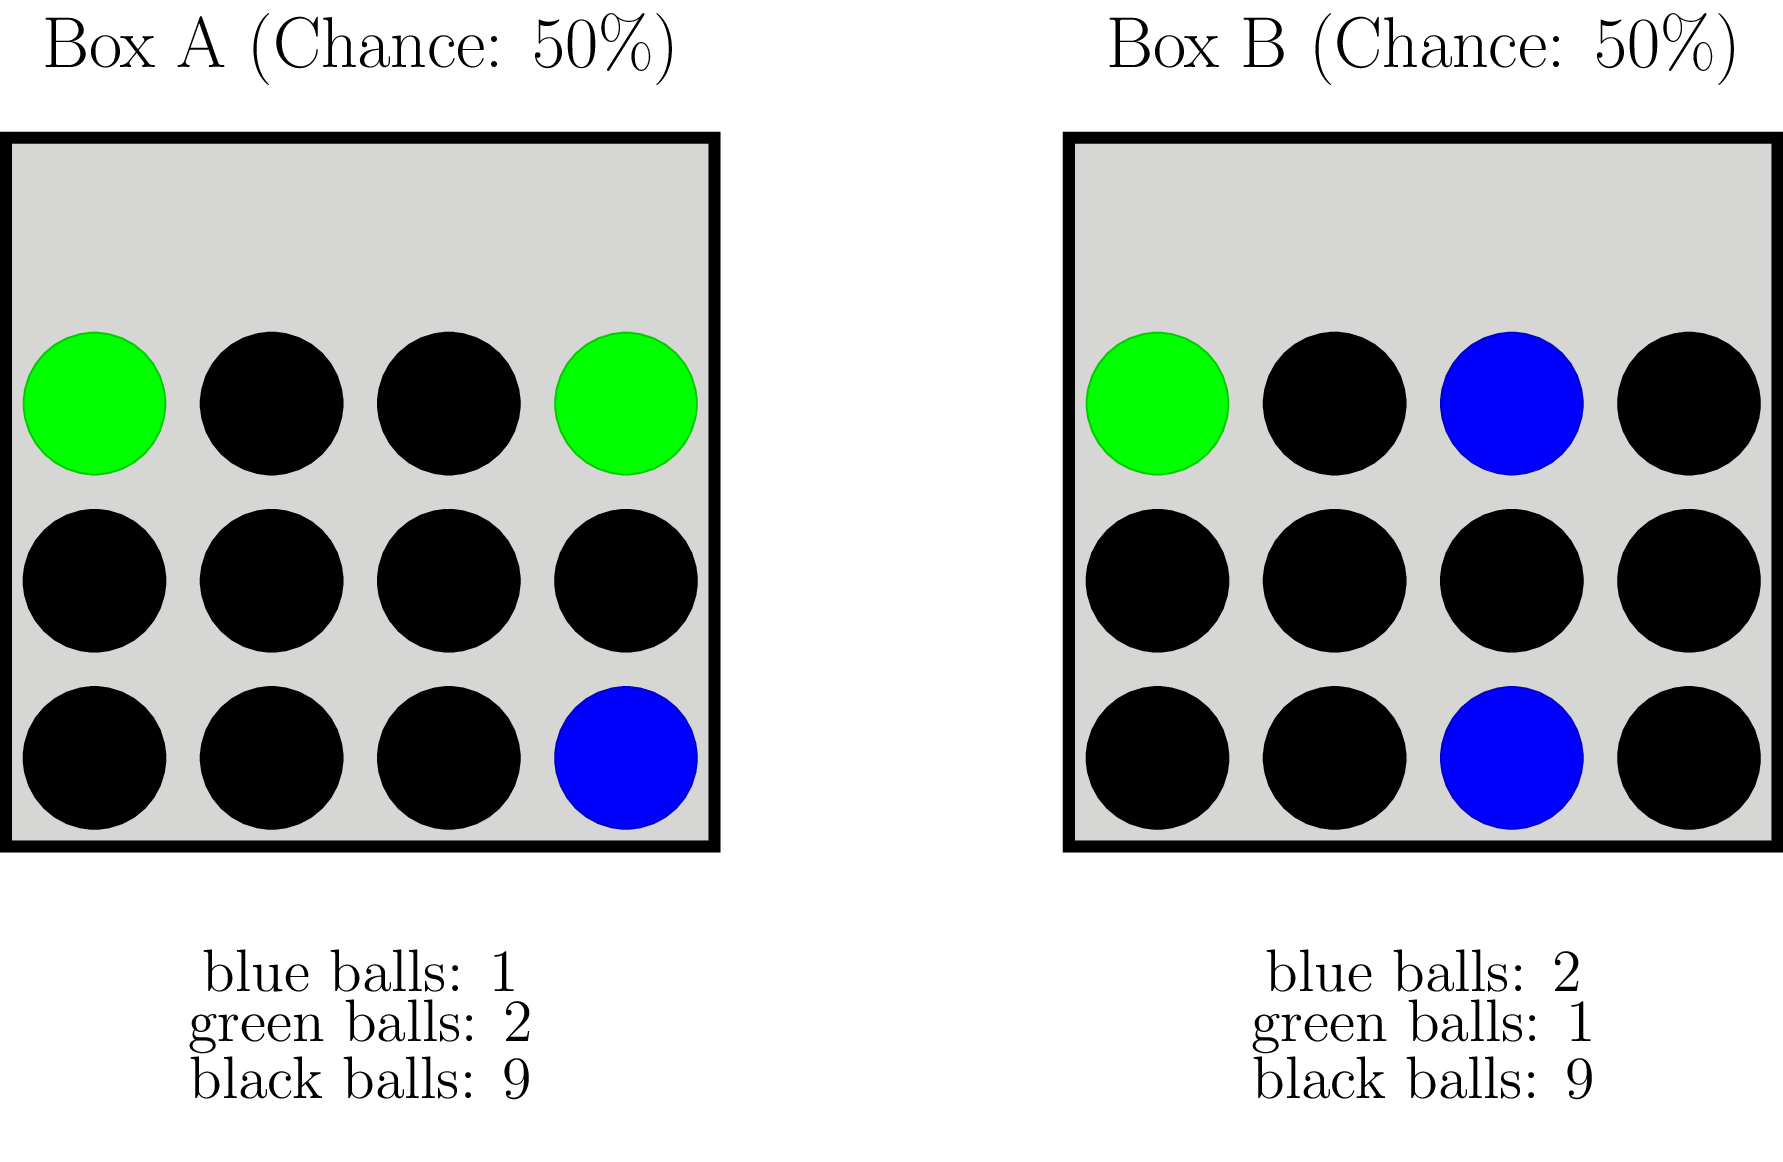 Box A (Chance: 50%)
Box B (Chance: 50%)
blue balls: 1
green balls: 2
black balls: 9
blue balls: 2
green balls: 1
black balls: 9